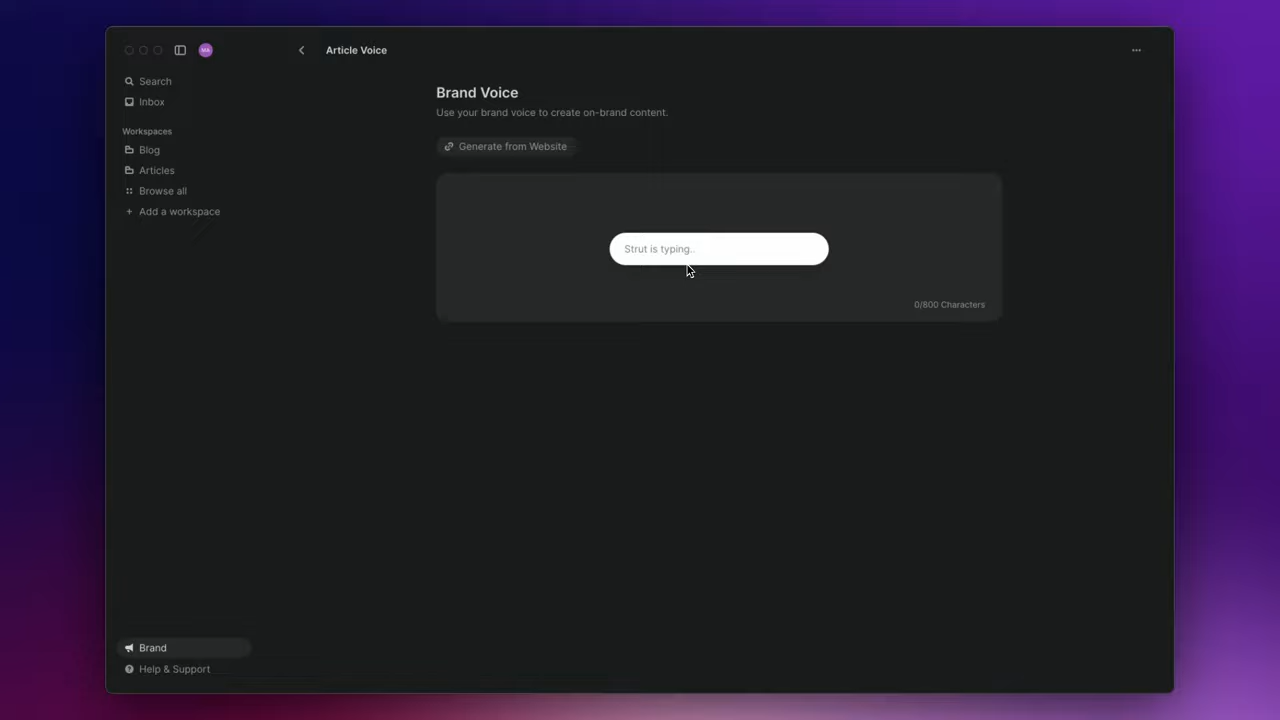 MA
Article Voice
Search
Inbox
Workspaces
Blog
Articles
Browse all
Add a workspace
Brand Voice
Use your brand voice to create on-brand content.
Generate from Website
Strut is typing..
0/800 Characters
Brand
Help & Support